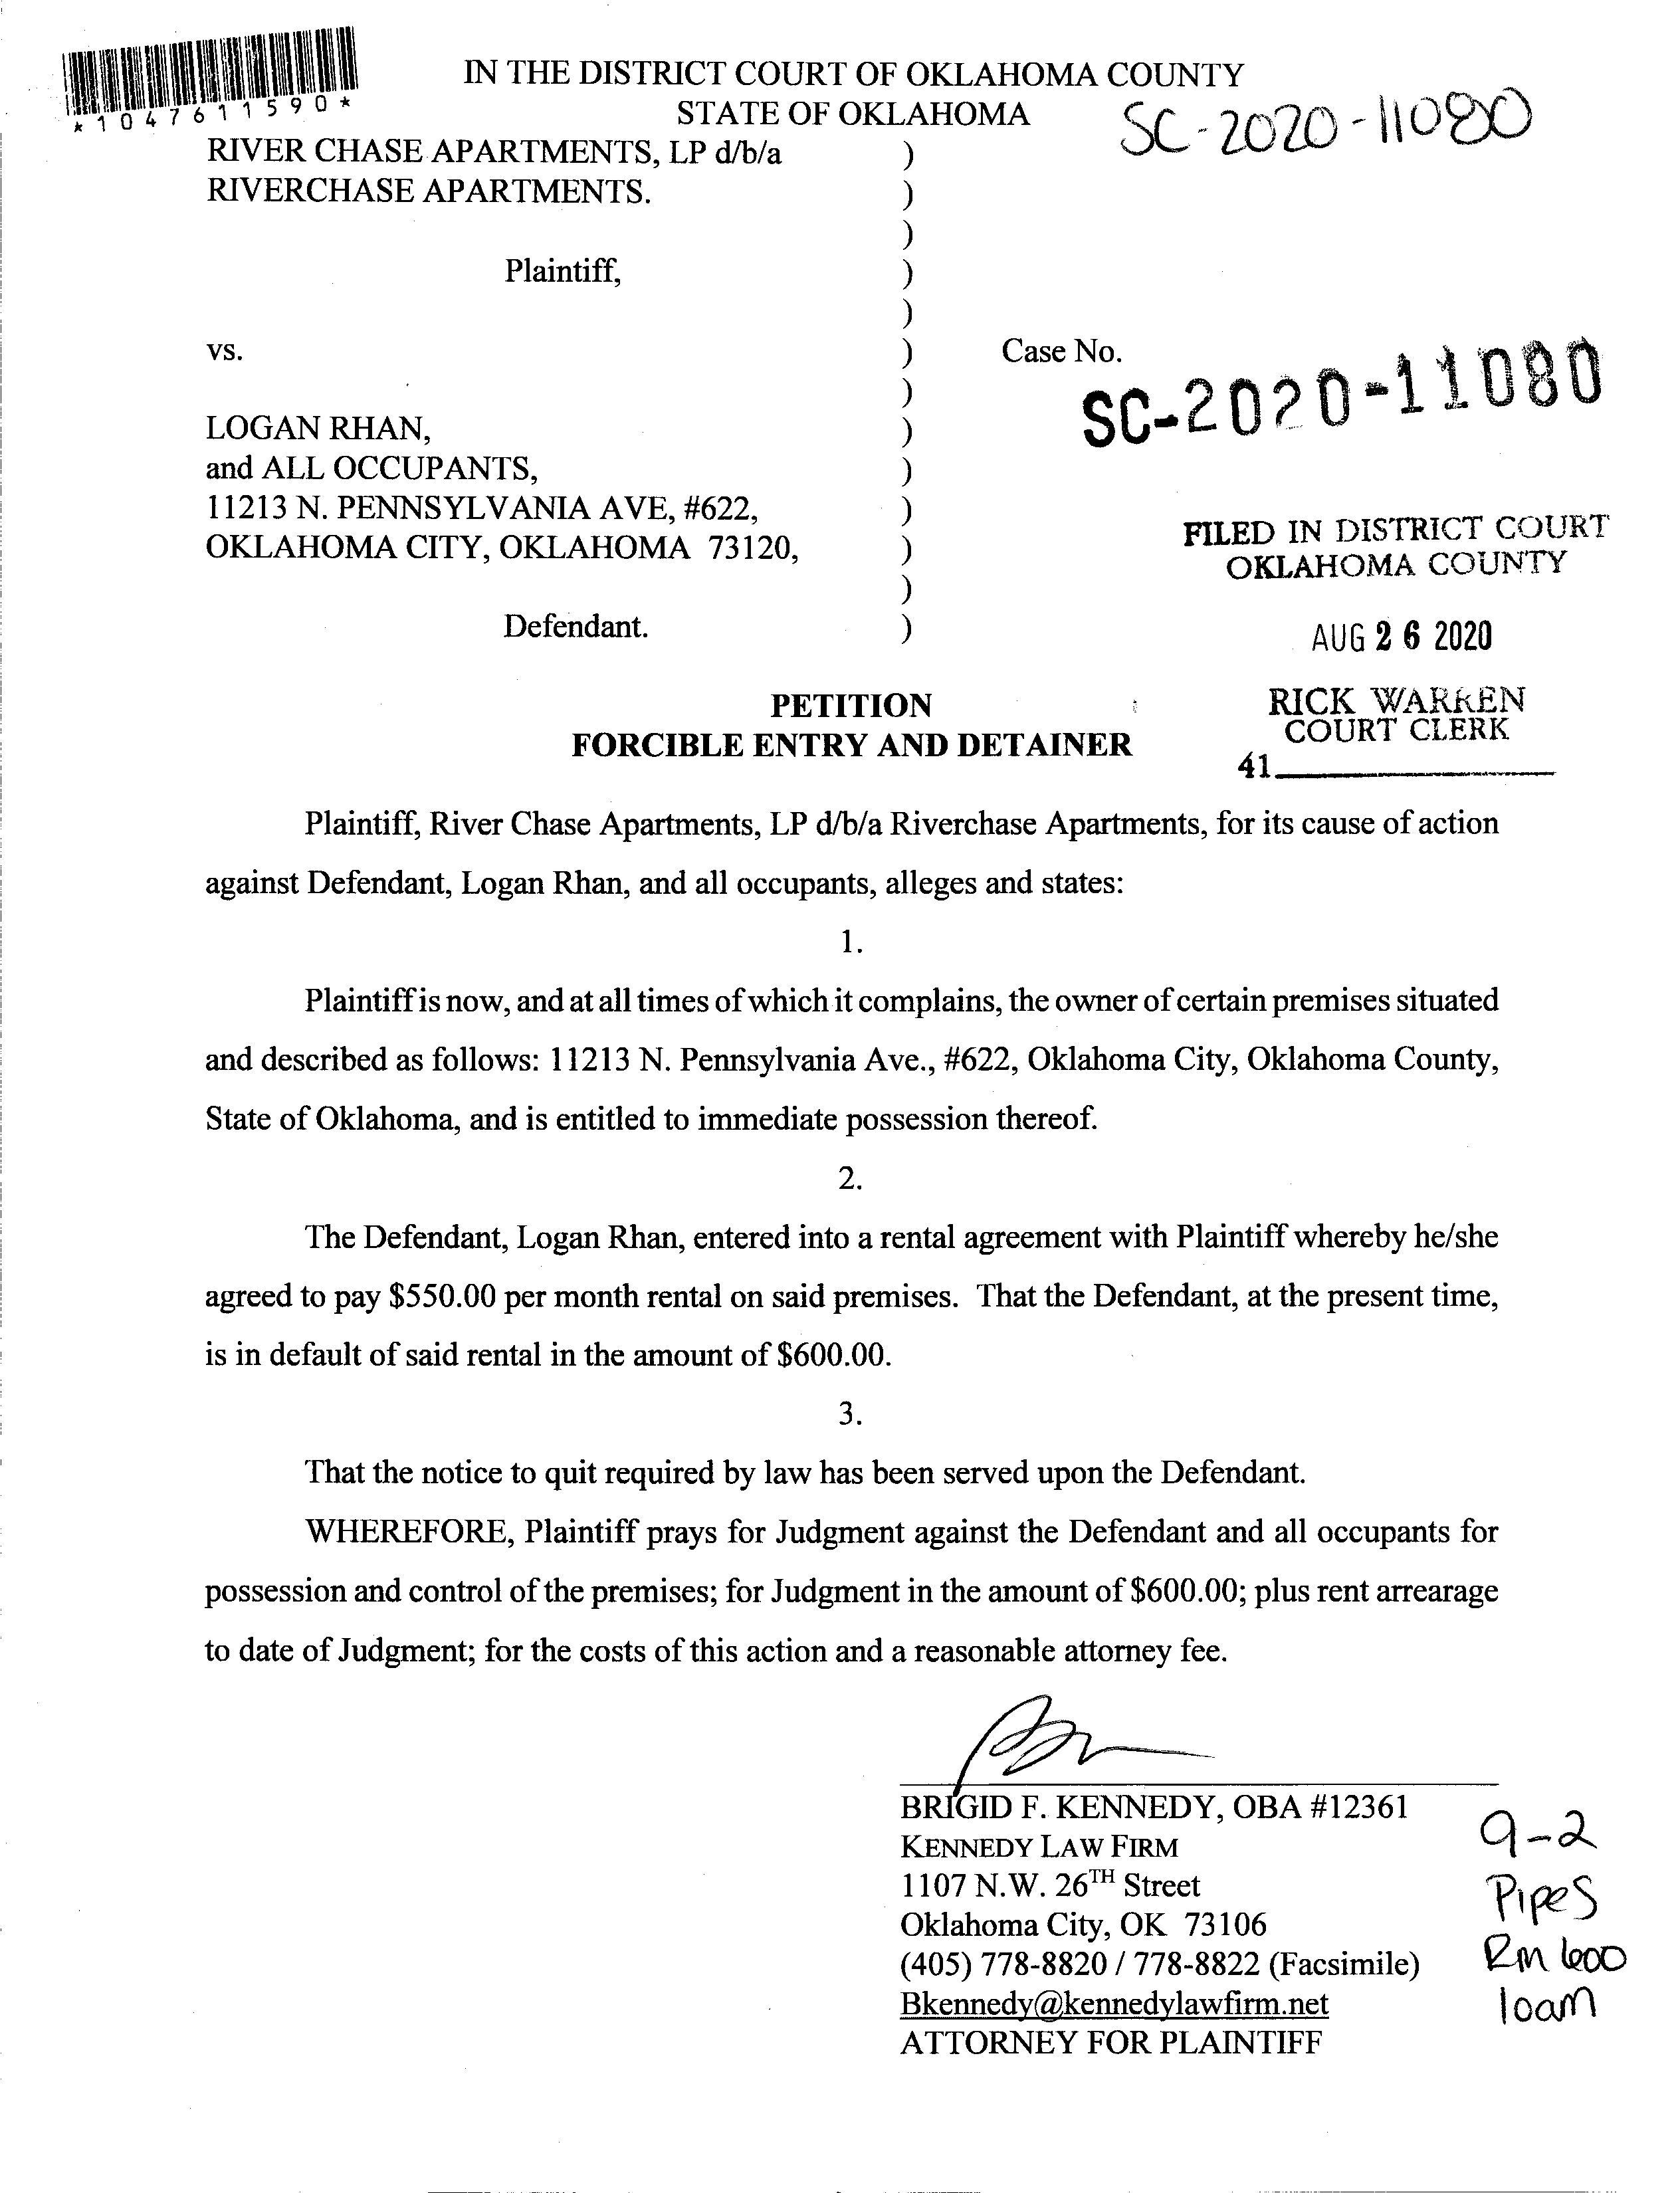 *1047611590*
IN THE DISTRICT COURT OF OKLAHOMA COUNTY
STATE OF OKLAHOMA
SC-2020-11080
RIVER CHASE APARTMENTS, LP d/b/a )
RIVERCHASE APARTMENTS. )
)
Plaintiff, )
)
vs. ) Case No.
)
SC-2020-11080
LOGAN RHAN, )
and ALL OCCUPANTS, )
11213 N. PENNSYLVANIA AVE, #622, )
OKLAHOMA CITY, OKLAHOMA 73120, )
)
Defendant. )
FILED IN DISTRICT COURT
OKLAHOMA COUNTY
AUG 26 2020
RICK WARREN
COURT CLERK
41
PETITION
FORCIBLE ENTRY AND DETAINER
Plaintiff, River Chase Apartments, LP d/b/a Riverchase Apartments, for its cause of action
against Defendant, Logan Rhan, and all occupants, alleges and states:
1.
Plaintiff is now, and at all times of which it complains, the owner of certain premises situated
and described as follows: 11213 N. Pennsylvania Ave., #622, Oklahoma City, Oklahoma County,
State of Oklahoma, and is entitled to immediate possession thereof.
2.
The Defendant, Logan Rhan, entered into a rental agreement with Plaintiff whereby he/she
agreed to pay $550.00 per month rental on said premises. That the Defendant, at the present time,
is in default of said rental in the amount of $600.00.
3.
That the notice to quit required by law has been served upon the Defendant.
WHEREFORE, Plaintiff prays for Judgment against the Defendant and all occupants for
possession and control of the premises; for Judgment in the amount of $600.00; plus rent arrearage
to date of Judgment; for the costs of this action and a reasonable attorney fee.
BRIGID F. KENNEDY, OBA #12361
KENNEDY LAW FIRM
1107 N.W. 26TH Street
Oklahoma City, OK 73106
(405) 778-8820 / 778-8822 (Facsimile)
Bkennedy@kennedylawfirm.net
ATTORNEY FOR PLAINTIFF
9-2
Pipes
Rm 600
10am